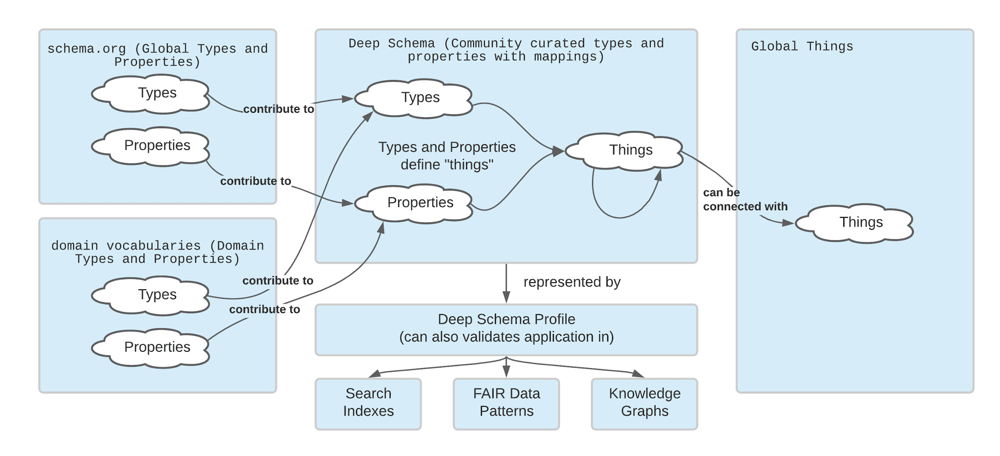 schema.org (Global Types and
Properties)
Types
Properties
contribute to
contribute to
domain vocabularies (Domain
Types and Properties)
Types
Properties
contribute to
contribute to
Deep Schema (Community curated types and
properties with mappings)
Types
Types and Properties
define "things"
Properties
Things
can be
connected with
Global Things
Things
represented by
Deep Schema Profile
(can also validates application in)
Search
Indexes
FAIR Data
Patterns
Knowledge
Graphs